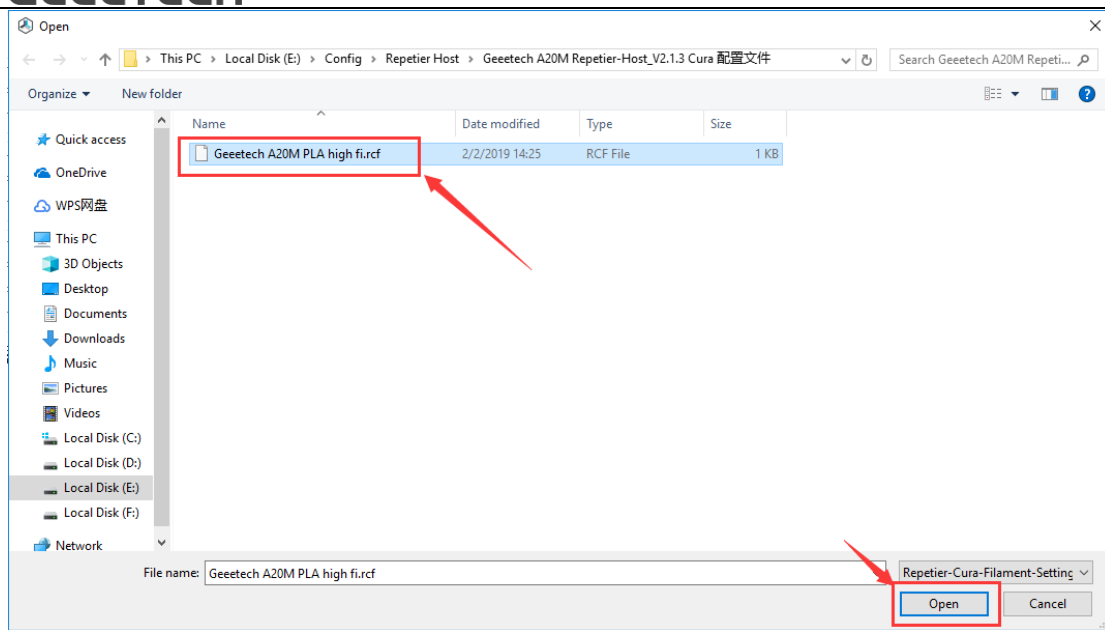 Open
This PC › Local Disk (E:) › Config › Repetier Host › Geeetech A20M Repetier-Host_V2.1.3 Cura 配置文件
Search Geeetech A20M Repeti...
Organize
New folder
Name
Date modified
Type
Size
Geeetech A20M PLA high fi.rcf
2/2/2019 14:25
RCF File
1 KB
Quick access
OneDrive
WPS网盘
This PC
3D Objects
Desktop
Documents
Downloads
Music
Pictures
Videos
Local Disk (C:)
Local Disk (D:)
Local Disk (E:)
Local Disk (F:)
Network
File name:
Geeetech A20M PLA high fi.rcf
Repetier-Cura-Filament-Setting
Open
Cancel